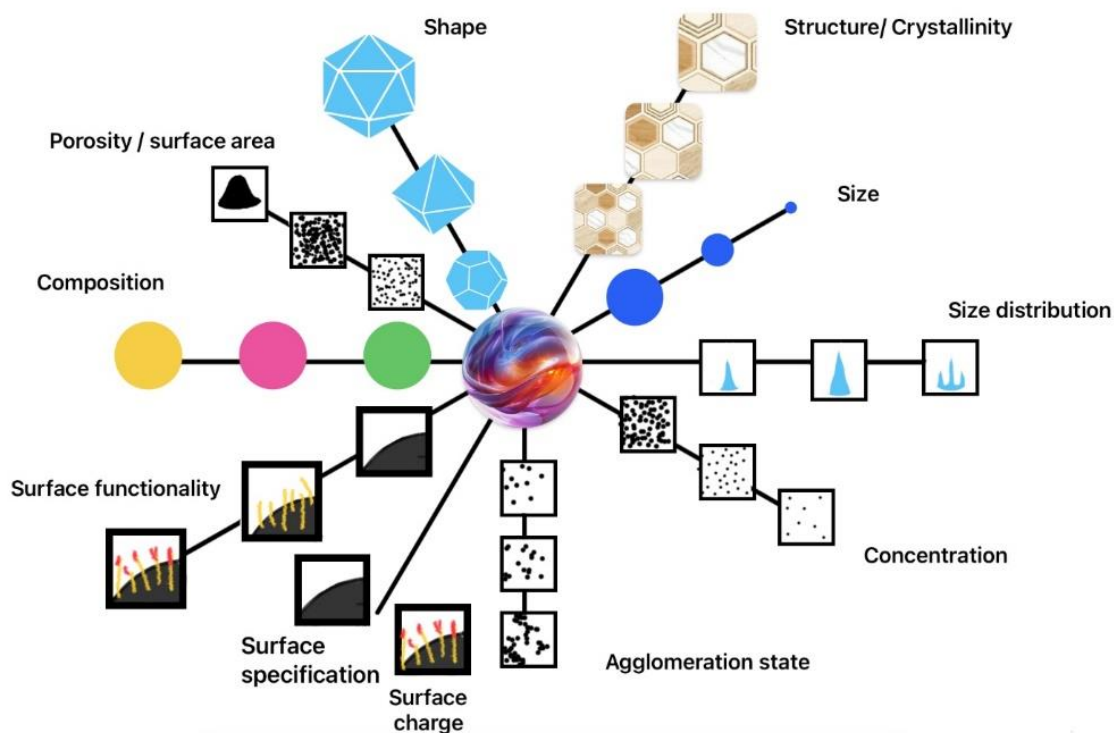 Shape
Structure/ Crystallinity
Porosity / surface area
Size
Composition
Size distribution
Surface functionality
Concentration
Surface
specification
Agglomeration state
Surface
charge